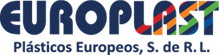 EUROPLAST
Plásticos Europeos, S. de R. L.